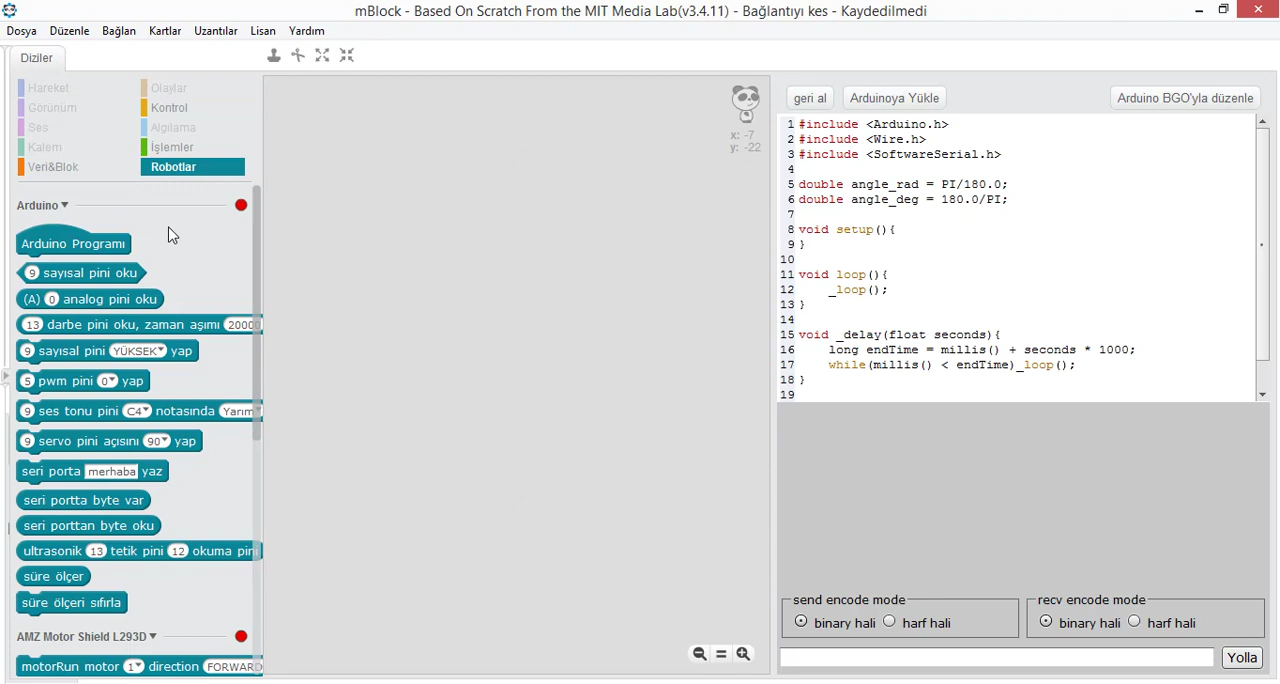 mBlock - Based On Scratch From the MIT Media Lab(v3.4.11) - Bağlantıyı kes - Kaydedilmedi
Dosya Düzenle Bağlan Kartlar Uzantılar Lisan Yardım
Diziler
Hareket Olaylar
Görünüm Kontrol
Ses Algılama
Kalem İşlemler
Veri&Blok Robotlar
Arduino
Arduino Programı
9 sayısal pini oku
(A) 0 analog pini oku
13 darbe pini oku, zaman aşımı 20000
9 sayısal pini YÜKSEK yap
5 pwm pini 0 yap
9 ses tonu pini C4 notasında Yarım
9 servo pini açısını 90 yap
seri porta merhaba yaz
seri portta byte var
seri porttan byte oku
ultrasonik 13 tetik pini 12 okuma pini
süre ölçer
süre ölçeri sıfırla
AMZ Motor Shield L293D
motorRun motor 1 direction FORWARD
x: -7
y: -22
geri al Arduinoya Yükle Arduino BGO'yla düzenle
1 #include <Arduino.h>
2 #include <Wire.h>
3 #include <SoftwareSerial.h>
4
5 double angle_rad = PI/180.0;
6 double angle_deg = 180.0/PI;
7
8 void setup(){
9 }
10
11 void loop(){
12 _loop();
13 }
14
15 void _delay(float seconds){
16 long endTime = millis() + seconds * 1000;
17 while(millis() < endTime)_loop();
18 }
19
send encode mode
binary hali harf hali
recv encode mode
binary hali harf hali
Yolla